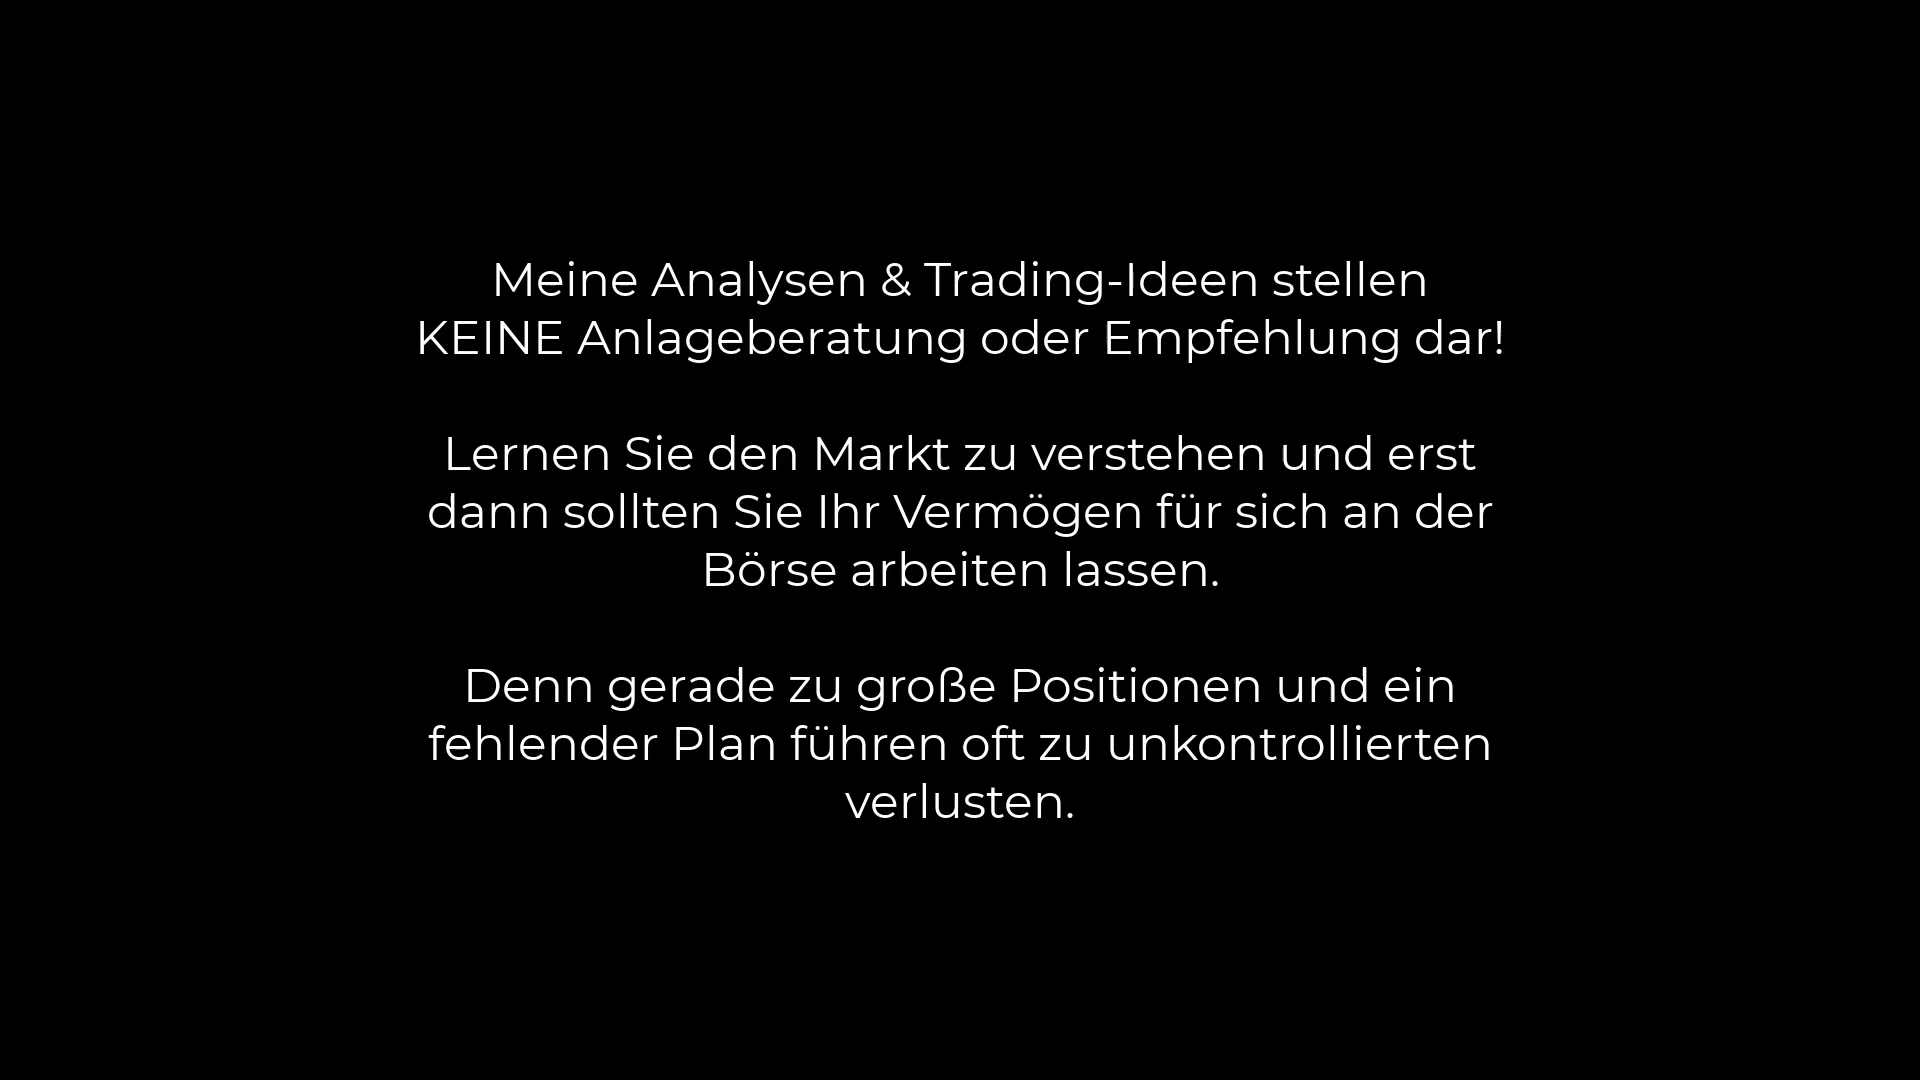 Meine Analysen & Trading-Ideen stellen
KEINE Anlageberatung oder Empfehlung dar!
Lernen Sie den Markt zu verstehen und erst
dann sollten Sie Ihr Vermögen für sich an der
Börse arbeiten lassen.
Denn gerade zu große Positionen und ein
fehlender Plan führen oft zu unkontrollierten
verlusten.